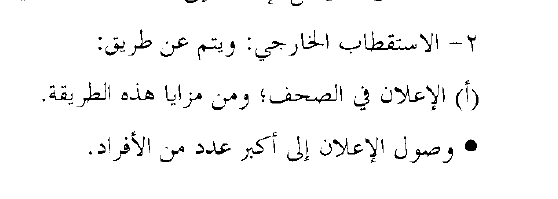 ٢- الاستقطاب الخارجي: ويتم عن طريق:
(أ) الإعلان في الصحف؛ ومن مزايا هذه الطريقة.
● وصول الإعلان إلى أكبر عدد من الأفراد.